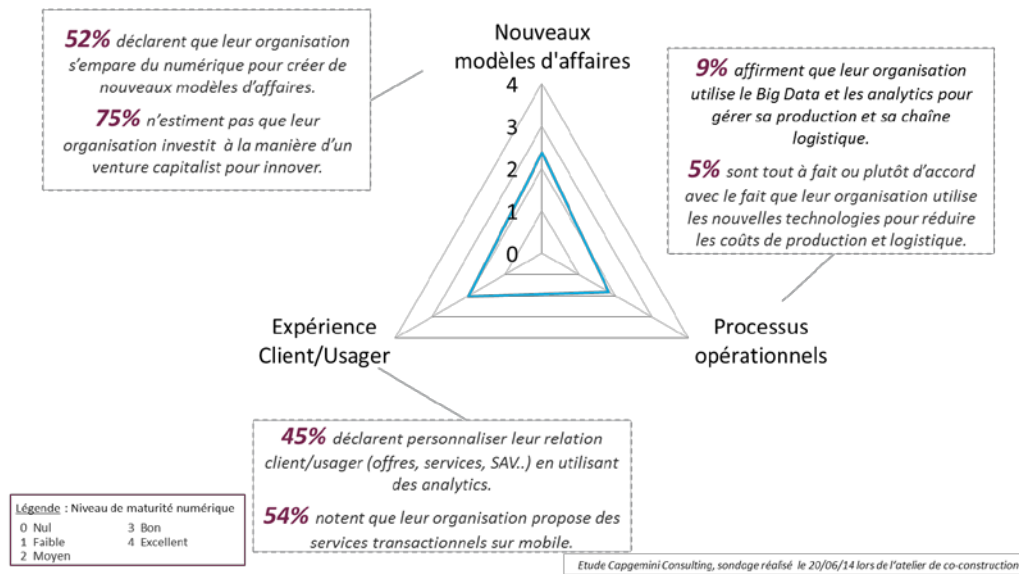 52% déclarent que leur organisation
s'empare du numérique pour créer de
nouveaux modèles d'affaires.
75% n'estiment pas que leur
organisation investit à la manière d'un
venture capitalist pour innover.
Nouveaux
modèles d'affaires
4
3
2
1
0
9% affirment que leur organisation
utilise le Big Data et les analytics pour
gérer sa production et sa chaîne
logistique.
5% sont tout à fait ou plutôt d'accord
avec le fait que leur organisation utilise
les nouvelles technologies pour réduire
les coûts de production et logistique.
Expérience
Client/Usager
Processus
opérationnels
45% déclarent personnaliser leur relation
client/usager (offres, services, SAV..) en utilisant
des analytics.
54% notent que leur organisation propose des
services transactionnels sur mobile.
Légende : Niveau de maturité numérique
0 Nul 3 Bon
1 Faible 4 Excellent
2 Moyen
Etude Capgemini Consulting, sondage réalisé le 20/06/14 lors de l'atelier de co-construction